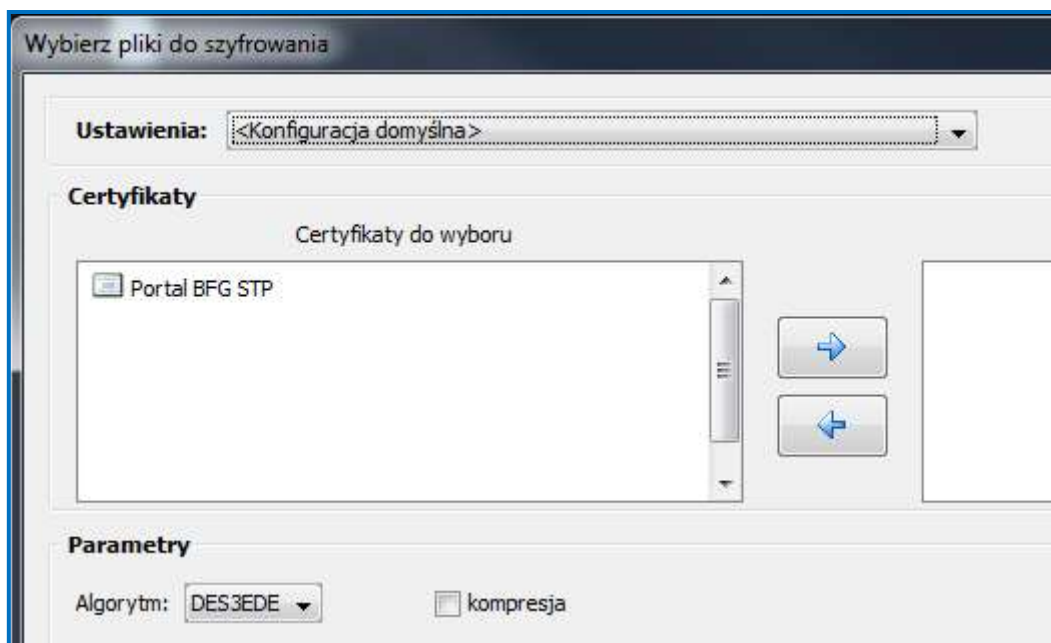 Wybierz pliki do szyfrowania
Ustawienia: <Konfiguracja domyślna>
Certyfikaty
Certyfikaty do wyboru
Portal BFG STP
Parametry
Algorytm: DES3EDE kompresja